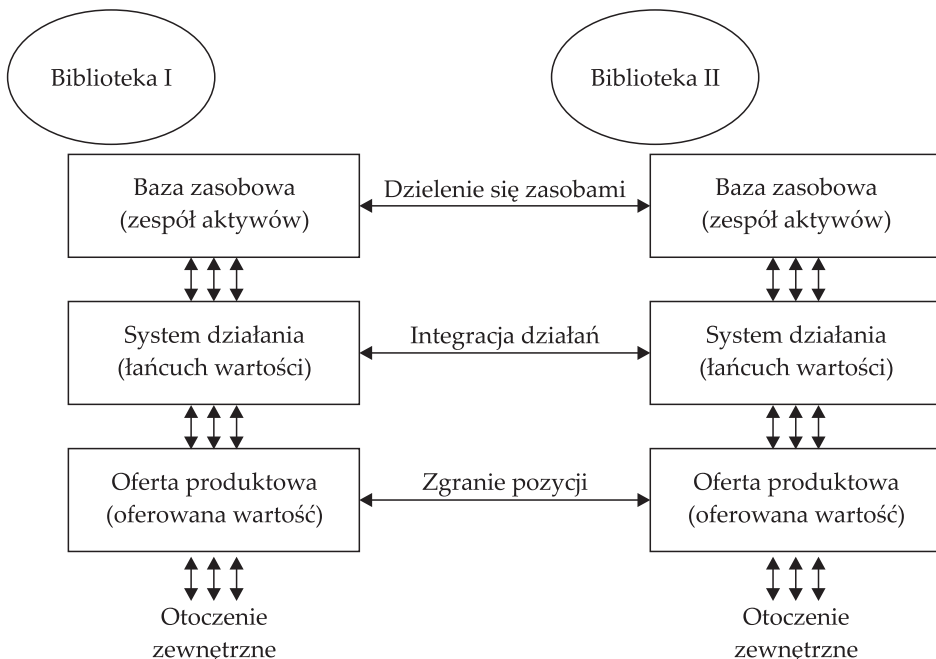 Biblioteka I
Biblioteka II
Baza zasobowa
(zespół aktywów)
Dzielenie się zasobami
Baza zasobowa
(zespół aktywów)
System działania
(łańcuch wartości)
Integracja działań
System działania
(łańcuch wartości)
Oferta produktowa
(oferowana wartość)
Zgranie pozycji
Oferta produktowa
(oferowana wartość)
Otoczenie
zewnętrzne
Otoczenie
zewnętrzne